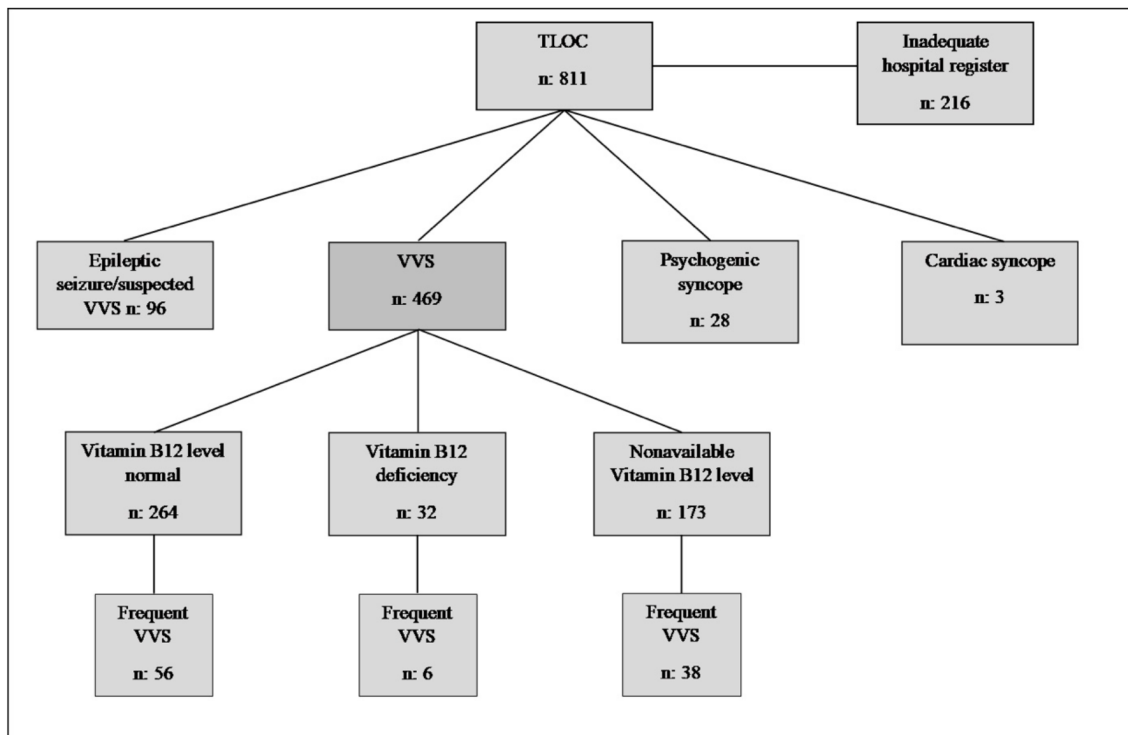 TLOC
n: 811
Inadequate
hospital register
n: 216
Epileptic
seizure/suspected
VVS n: 96
VVS
n: 469
Psychogenic
syncope
n: 28
Cardiac syncope
n: 3
Vitamin B12 level
normal
n: 264
Vitamin B12
deficiency
n: 32
Nonavailable
Vitamin B12 level
n: 173
Frequent
VVS
n: 56
Frequent
VVS
n: 6
Frequent
VVS
n: 38